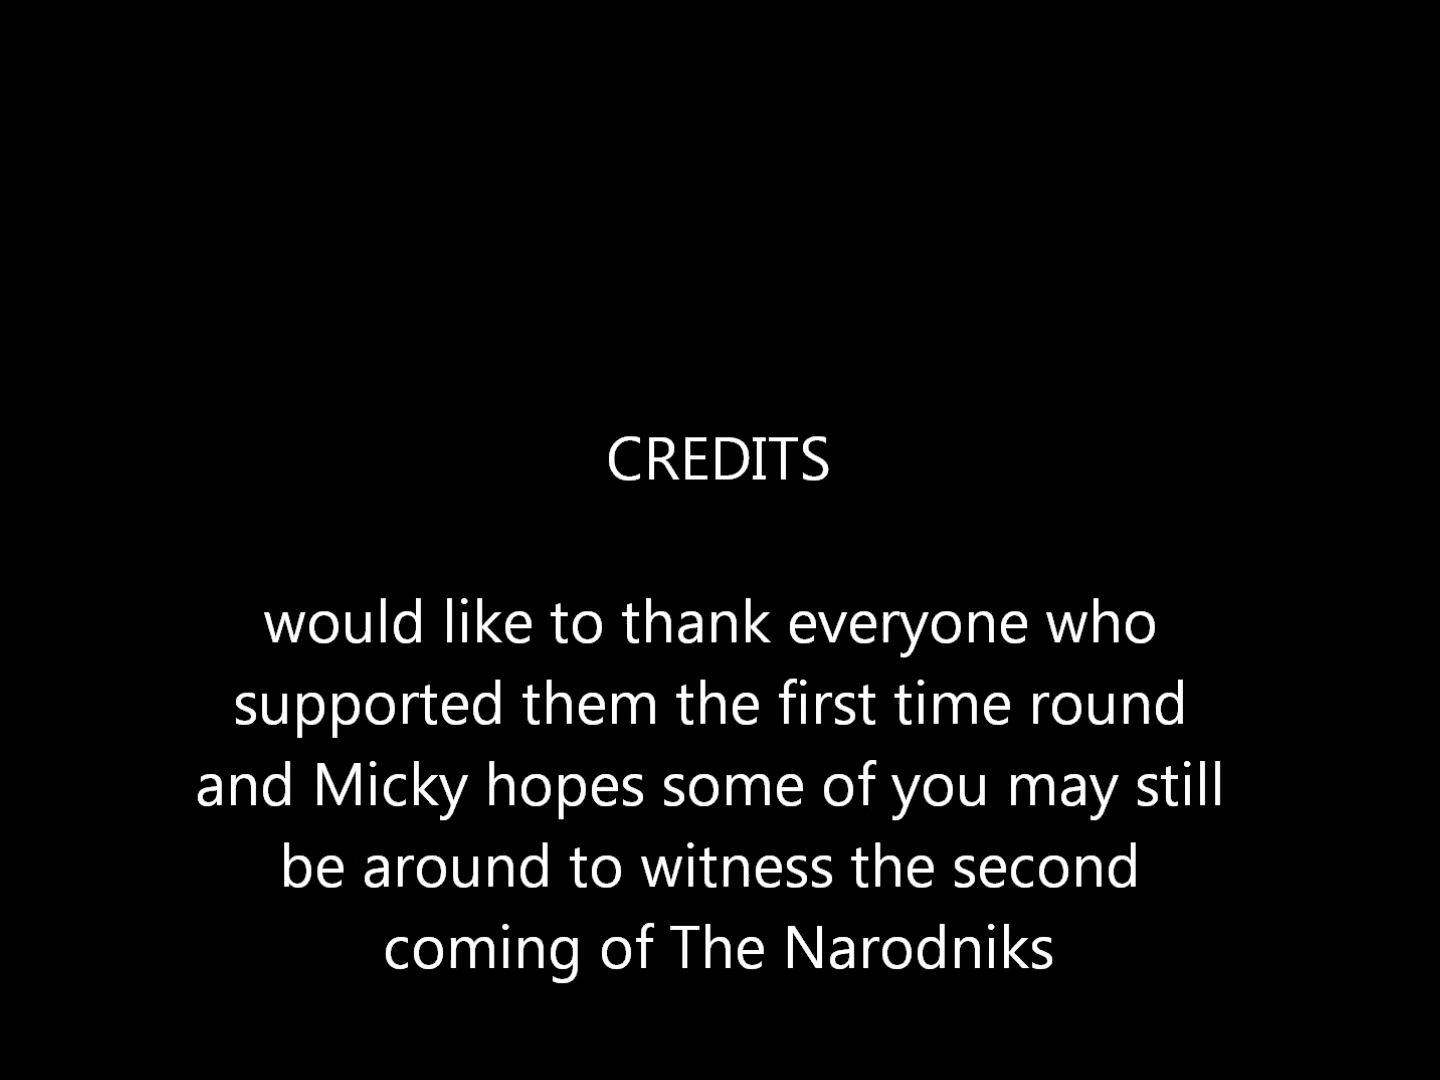 CREDITS
would like to thank everyone who
supported them the first time round
and Micky hopes some of you may still
be around to witness the second
coming of The Narodniks